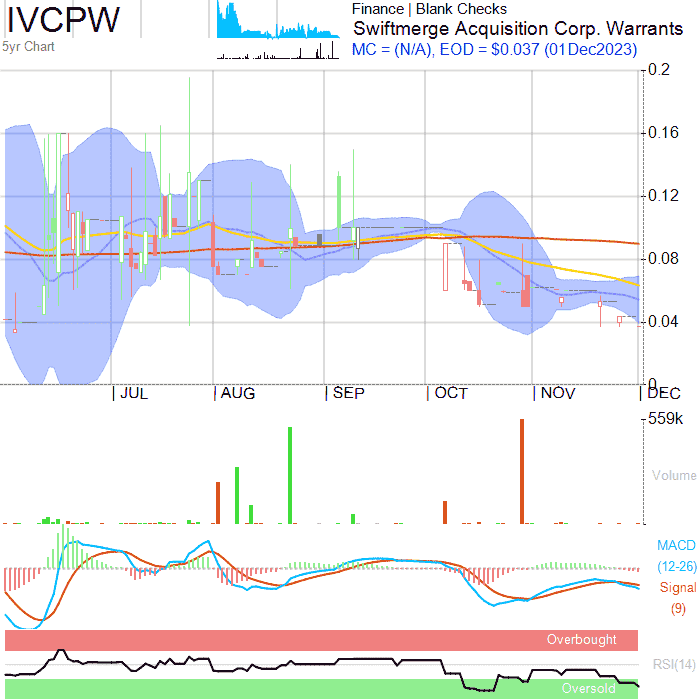 IVCPW
5yr Chart
Finance | Blank Checks
Swiftmerge Acquisition Corp. Warrants
MC = (N/A), EOD = $0.037 (01Dec2023)
0.2
0.16
0.12
0.08
0.04
0
| JUL | AUG | SEP | OCT | NOV | DEC
559k
Volume
MACD
(12-26)
Signal
(9)
Overbought
RSI(14)
Oversold